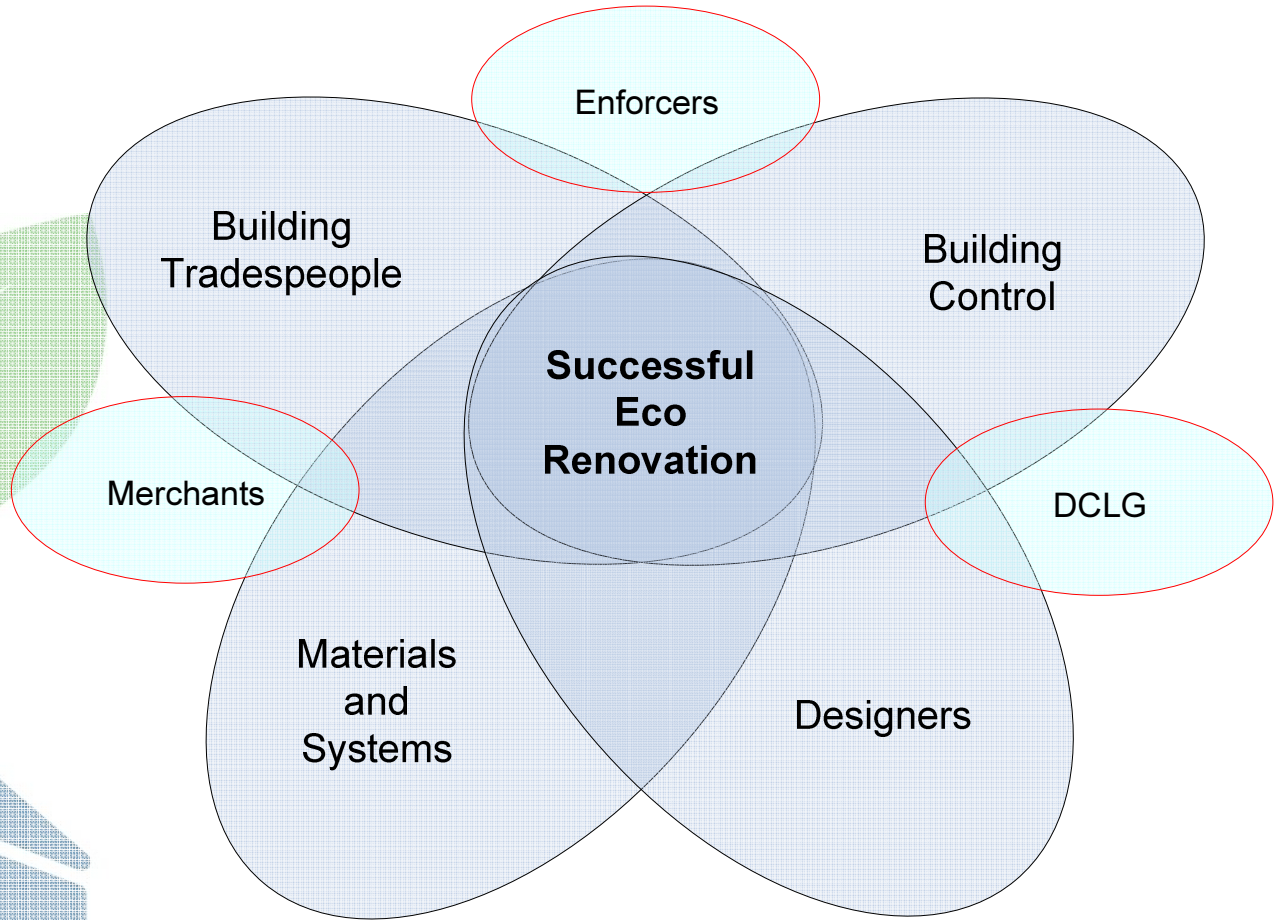 Enforcers
Building
Tradespeople
Building
Control
Successful
Eco
Renovation
Merchants
DCLG
Materials
and
Systems
Designers